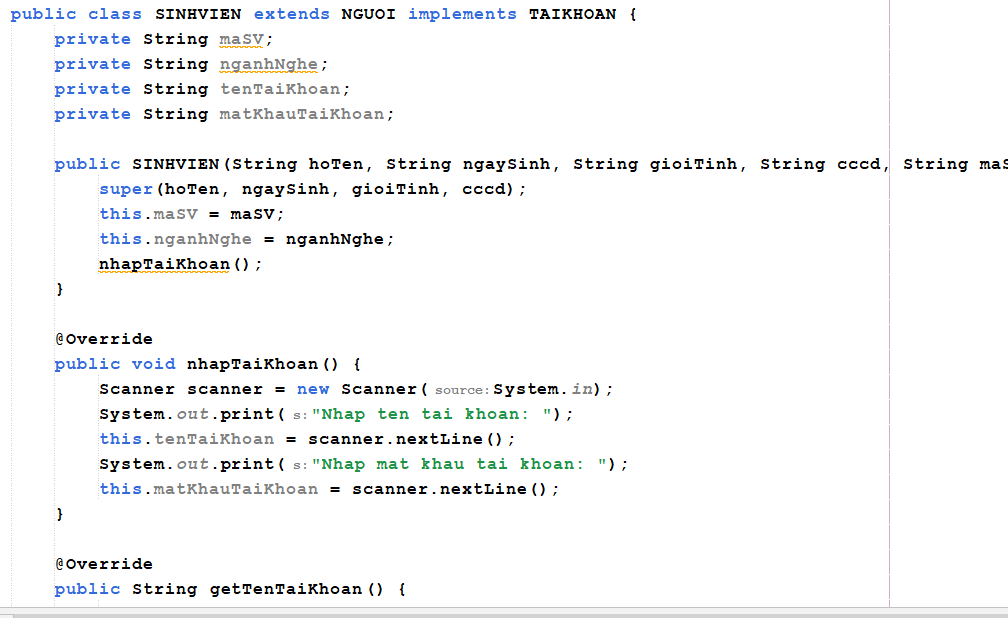 public class SINHVIEN extends NGUOI implements TAIKHOAN {
private String maSV;
private String nganhNghe;
private String tenTaiKhoan;
private String matKhauTaiKhoan;
public SINHVIEN(String hoTen, String ngaySinh, String gioiTinh, String cccd, String
super(hoTen, ngaySinh, gioiTinh, cccd);
this.maSV = maSV;
this.nganhNghe = nganhNghe;
nhapTaiKhoan();
}
@Override
public void nhapTaiKhoan() {
Scanner scanner = new Scanner( source: System.in);
System.out.print( s: "Nhap ten tai khoan: ");
this.tenTaiKhoan = scanner.nextLine();
System.out.print( s: "Nhap mat khau tai khoan: ");
this.matKhauTaiKhoan = scanner.nextLine();
}
@Override
public String getTenTaiKhoan() {